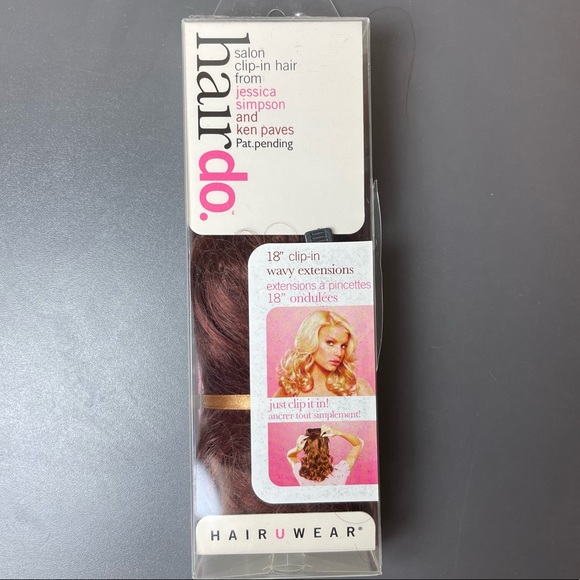 hairdo.™
salon
clip-in hair
from
jessica
simpson
and
ken paves
Pat.pending
18" clip-in
wavy extensions
extensions à pincettes
18" ondulées
just clip it in!
ancrer tout simplement!
HAIRUWEAR®